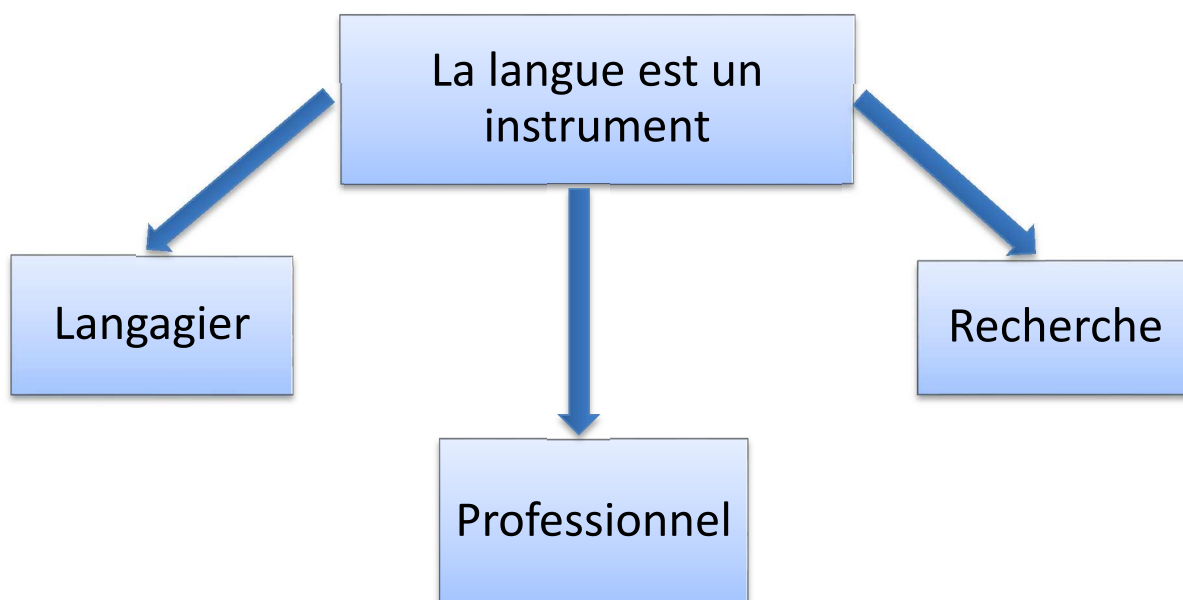 La langue est un
instrument
Langagier
Recherche
Professionnel